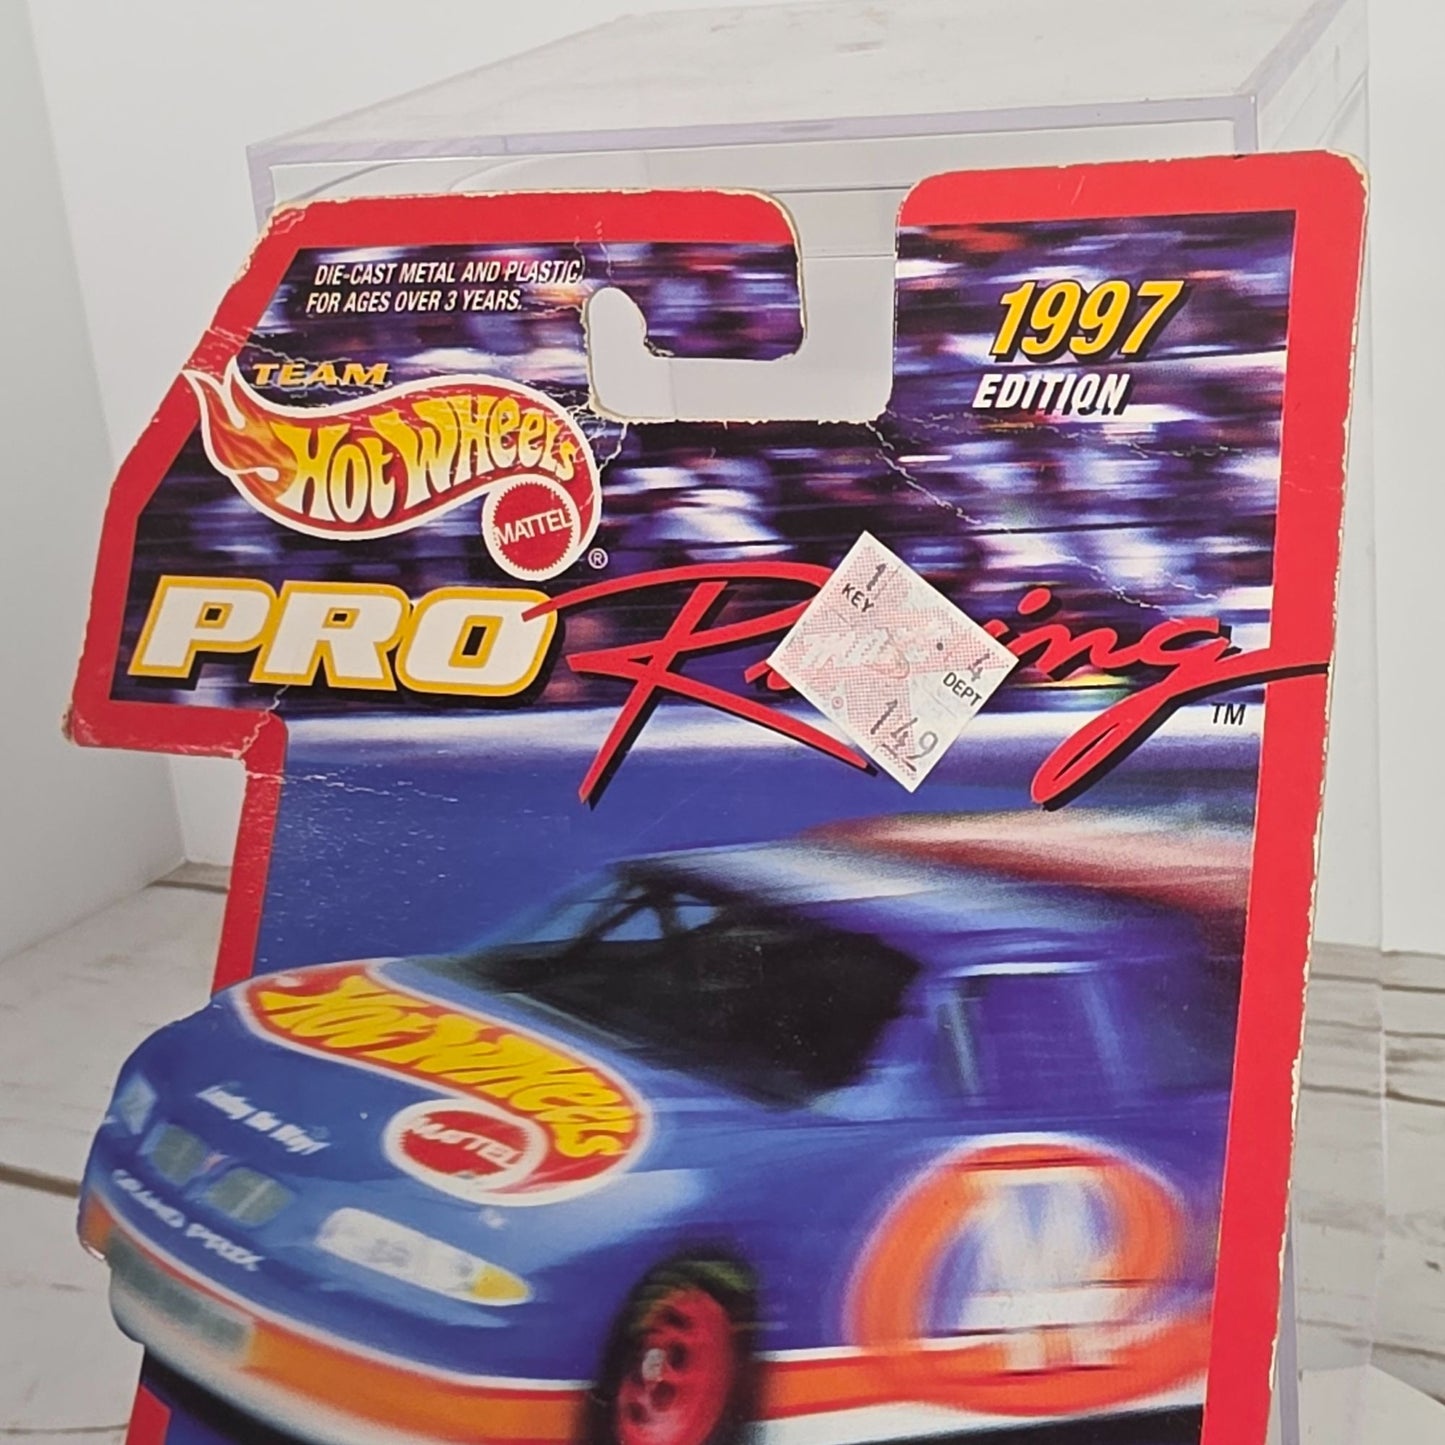 DIE-CAST METAL AND PLASTIC
FOR AGES OVER 3 YEARS.
1997
EDITION
TEAM
HOT WHEELS
MATTEL
®
PRO Racing
TM
1
KEY
4
DEPT
149
HOT WHEELS
MATTEL